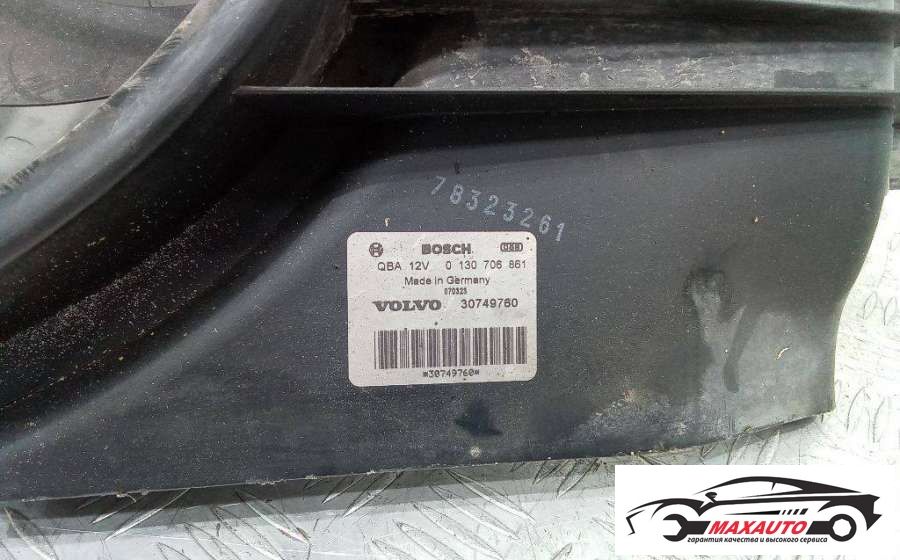 78323261
BOSCH
QBA 12V 0 130 706 861
Made in Germany
070323
VOLVO 30749760
*30749760*
MAXAUTO
гарантия качества и высокого сервиса